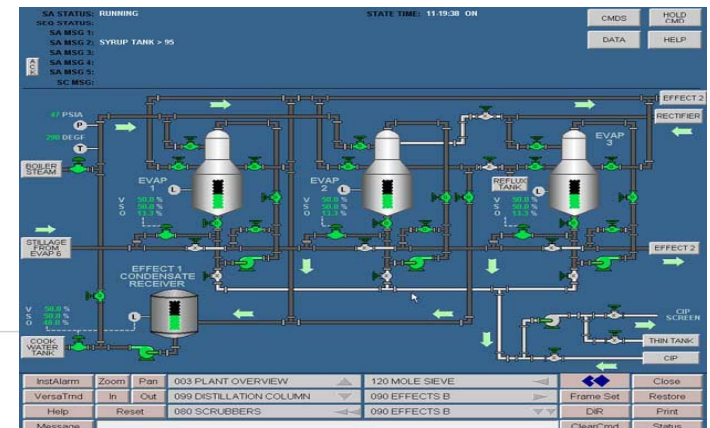 SA STATUS: RUNNING
STATE TIME: 11-19:38 ON
SCQ STATUS:
SA MSG 1:
SA MSG 2: SYRUP TANK > 95
SA MSG 3:
SA MSG 4:
SA MSG 5:
SC MSG:
ACK
CMDS
HOLD CMD
DATA
HELP
47 PSIA
P
290 DEGF
T
BOILER STEAM
EFFECT 2
RECTIFIER
EVAP 1
L
V 50.0 %
S 50.0 %
O 13.3 %
EVAP 2
L
V 50.0 %
S 50.0 %
O 13.3 %
EVAP 3
REFLUX TANK
L
V 50.0 %
S 50.0 %
O 13.3 %
STILLAGE FROM EVAP 6
EFFECT 2
EFFECT 1 CONDENSATE RECEIVER
L
V 50.0 %
S 50.0 %
O 40.0 %
COOK WATER TANK
CIP SCREEN
THIN TANK
CIP
InstAlarm Zoom Pan 003 PLANT OVERVIEW 120 MOLE SIEVE Close
VersaTrnd In Out 099 DISTILLATION COLUMN 090 EFFECTS B Frame Set Restore
Help Reset 080 SCRUBBERS 090 EFFECTS B DIR Print
Message ClearCmd Status